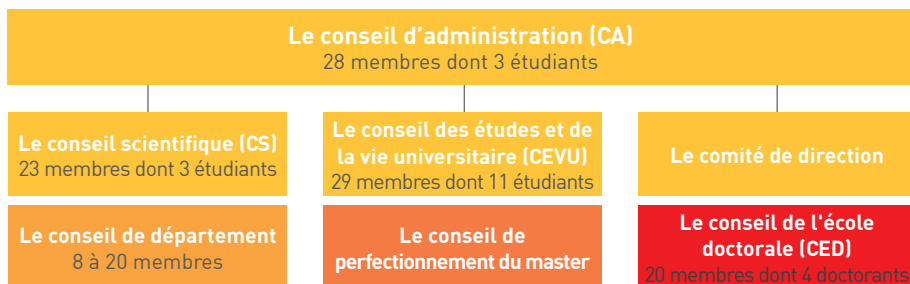 Le conseil d’administration (CA)
28 membres dont 3 étudiants
Le conseil scientifique (CS)
23 membres dont 3 étudiants
Le conseil des études et de
la vie universitaire (CEVU)
29 membres dont 11 étudiants
Le comité de direction
Le conseil de département
8 à 20 membres
Le conseil de
perfectionnement du master
Le conseil de l'école
doctorale (CED)
20 membres dont 4 doctorants